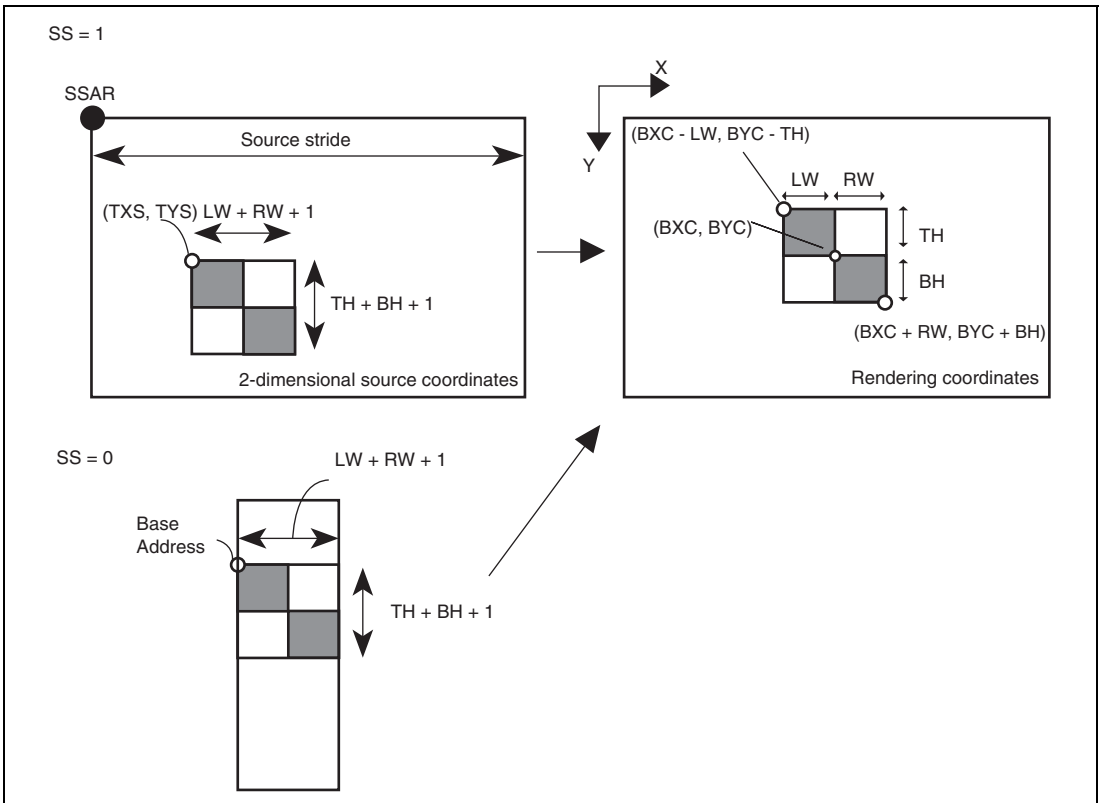 SS = 1
SSAR
Source stride
(TXS, TYS) LW + RW + 1
TH + BH + 1
2-dimensional source coordinates
X
Y
(BXC - LW, BYC - TH)
LW RW
(BXC, BYC)
TH
BH
(BXC + RW, BYC + BH)
Rendering coordinates
SS = 0
LW + RW + 1
Base
Address
TH + BH + 1